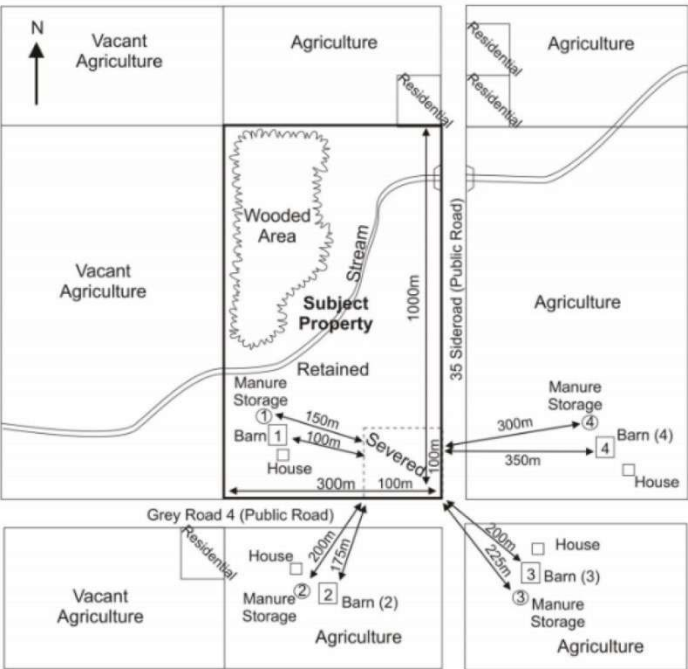 N
Vacant
Agriculture
Agriculture
Residential
Residential
Agriculture
Residential
Wooded
Area
Stream
Vacant
Agriculture
Subject
Property
1000m
35 Sideroad (Public Road)
Agriculture
Retained
Manure
Storage
1
150m
Barn
1
100m
House
Severed
100m
300m
100m
Manure
Storage
4
300m
Barn (4)
4
350m
House
Grey Road 4 (Public Road)
Residential
Vacant
Agriculture
House
200m
175m
Manure
Storage
2
2
Barn (2)
Agriculture
200m
225m
House
3
Barn (3)
3
Manure
Storage
Agriculture